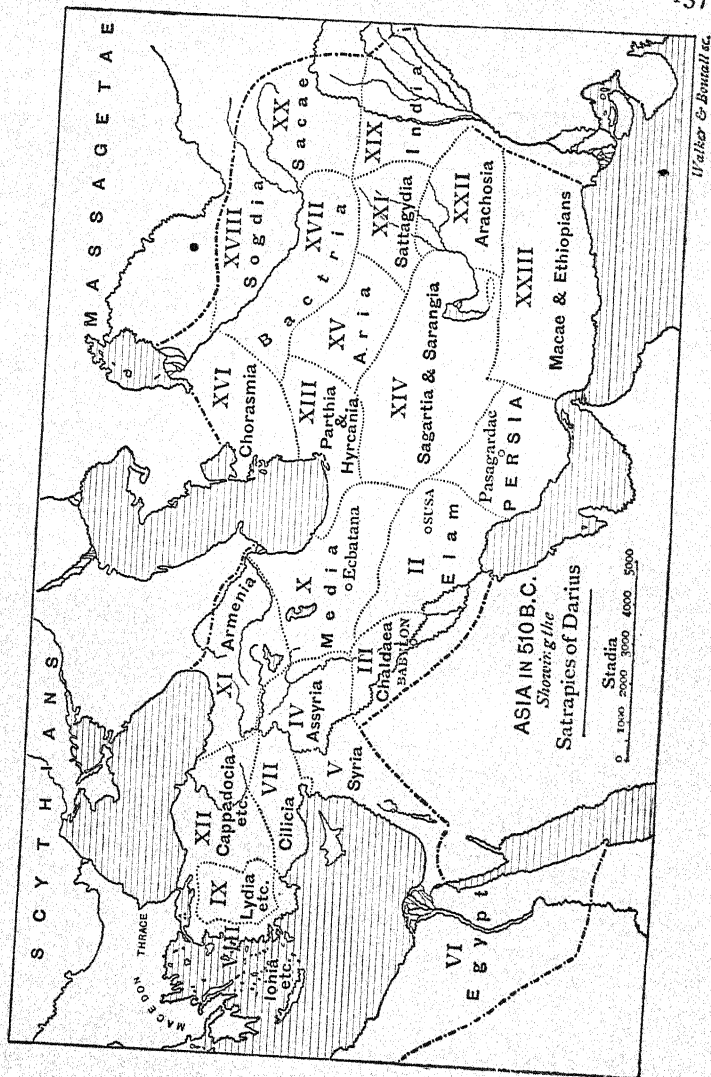 SCYTHIANS
MASSAGETAE
MACEDON
THRACE
VIII
Ionia
etc.
IX
Lydia
etc.
XII
Cappadocia
etc.
VII
Cilicia
XI
Armenia
IV
Assyria
V
Syria
VI
Egypt
III
Chaldaea
BABYLON
X
Media
Ecbatana
II
Elam
SUSA
PERSIA
Pasagardae
XVI
Chorasmia
XIII
Parthia
&
Hyrcania
XIV
Sagartia & Sarangia
XV
Aria
XVII
Bactria
XVIII
Sogdia
XX
Sacae
XIX
India
XXI
Sattagydia
XXII
Arachosia
XXIII
Macae & Ethiopians
ASIA IN 510 B.C.
Showing the
Satrapies of Darius
Stadia
0 1000 2000 3000 4000 5000
Walker & Boutall sc.